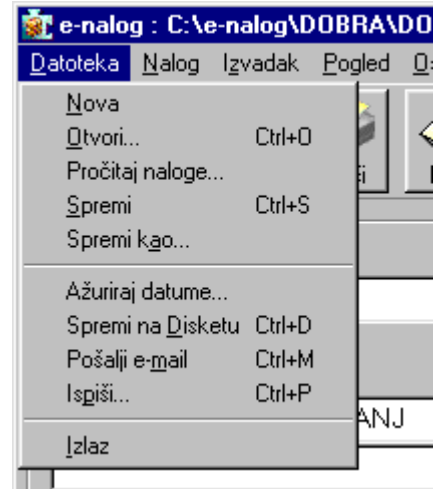 e-nalog : C:\e-nalog\DOBRA\DO
Datoteka Nalog Izvadak Pogled
Nova
Otvori... Ctrl+O
Pročitaj naloge...
Spremi Ctrl+S
Spremi kao...
Ažuriraj datume...
Spremi na Disketu Ctrl+D
Pošalji e-mail Ctrl+M
Ispiši... Ctrl+P
ANJ
Izlaz